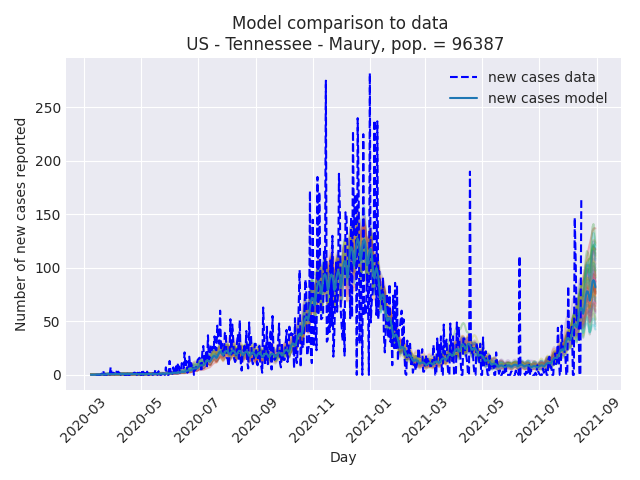 Model comparison to data
US - Tennessee - Maury, pop. = 96387
new cases data
new cases model
Number of new cases reported
250
200
150
100
50
0
2020-03
2020-05
2020-07
2020-09
2020-11
2021-01
2021-03
2021-05
2021-07
2021-09
Day